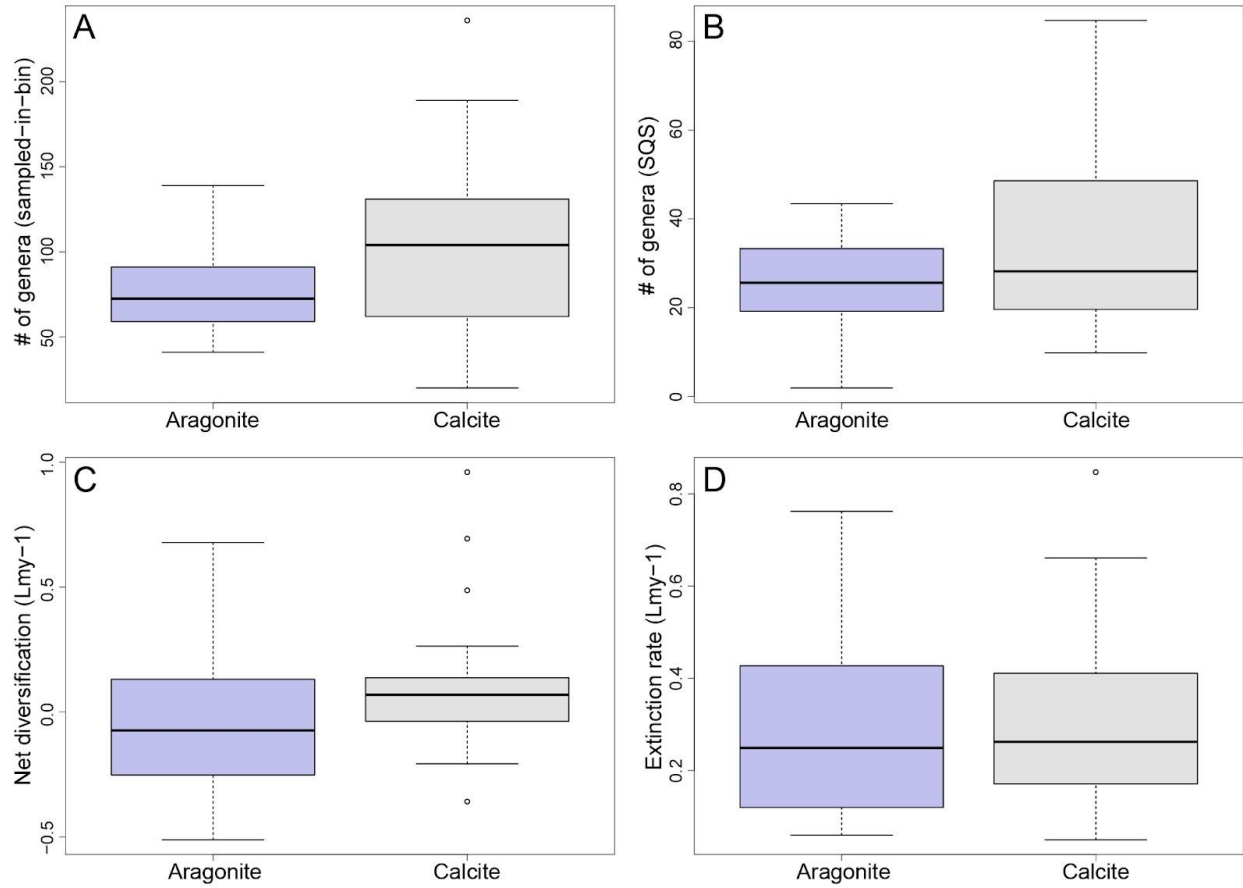 A
# of genera (sampled−in−bin)
200
150
100
50
Aragonite
Calcite
B
# of genera (SQS)
80
60
40
20
0
Aragonite
Calcite
C
Net diversification (Lmy−1)
1.0
0.5
0.0
−0.5
Aragonite
Calcite
D
Extinction rate (Lmy−1)
0.8
0.6
0.4
0.2
Aragonite
Calcite